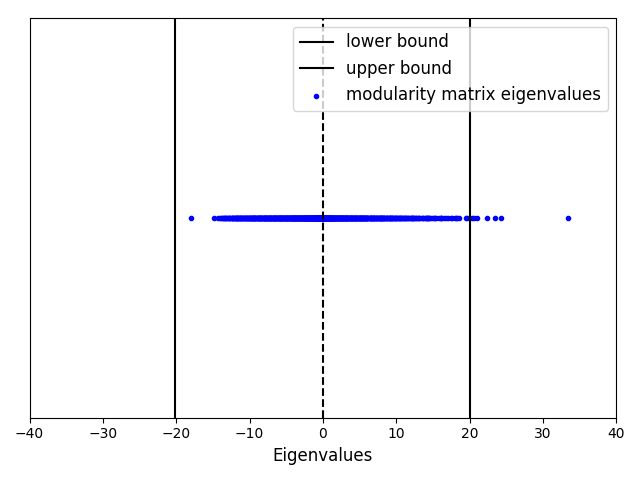 lower bound
upper bound
modularity matrix eigenvalues
−40 −30 −20 −10 0 10 20 30 40
Eigenvalues